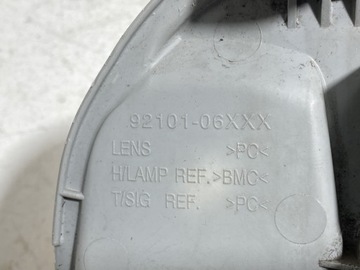 92101-06XXX
LENS >PC<
H/LAMP REF.>BMC<
T/SIG REF. >PC<